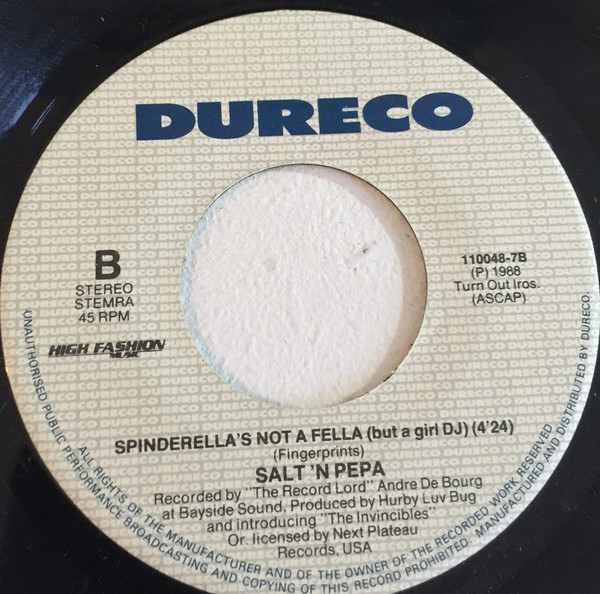 DURECO
B
STEREO
STEMRA
45 RPM
HIGH FASHION
MUSIC
110048-7B
(P) 1988
Turn Out Iros.
(ASCAP)
SPINDERELLA'S NOT A FELLA (but a girl DJ) (4'24)
(Fingerprints)
SALT 'N PEPA
Recorded by "The Record Lord" Andre De Bourg
at Bayside Sound. Produced by Hurby Luv Bug
and introducing "The Invincibles"
Or. licensed by Next Plateau
Records, USA
ALL RIGHTS OF THE MANUFACTURER AND OF THE OWNER OF THE RECORDED WORK RESERVED
UNAUTHORISED PUBLIC PERFORMANCE BROADCASTING AND COPYING OF THIS RECORD PROHIBITED. MANUFACTURED AND DISTRIBUTED BY DURECO.